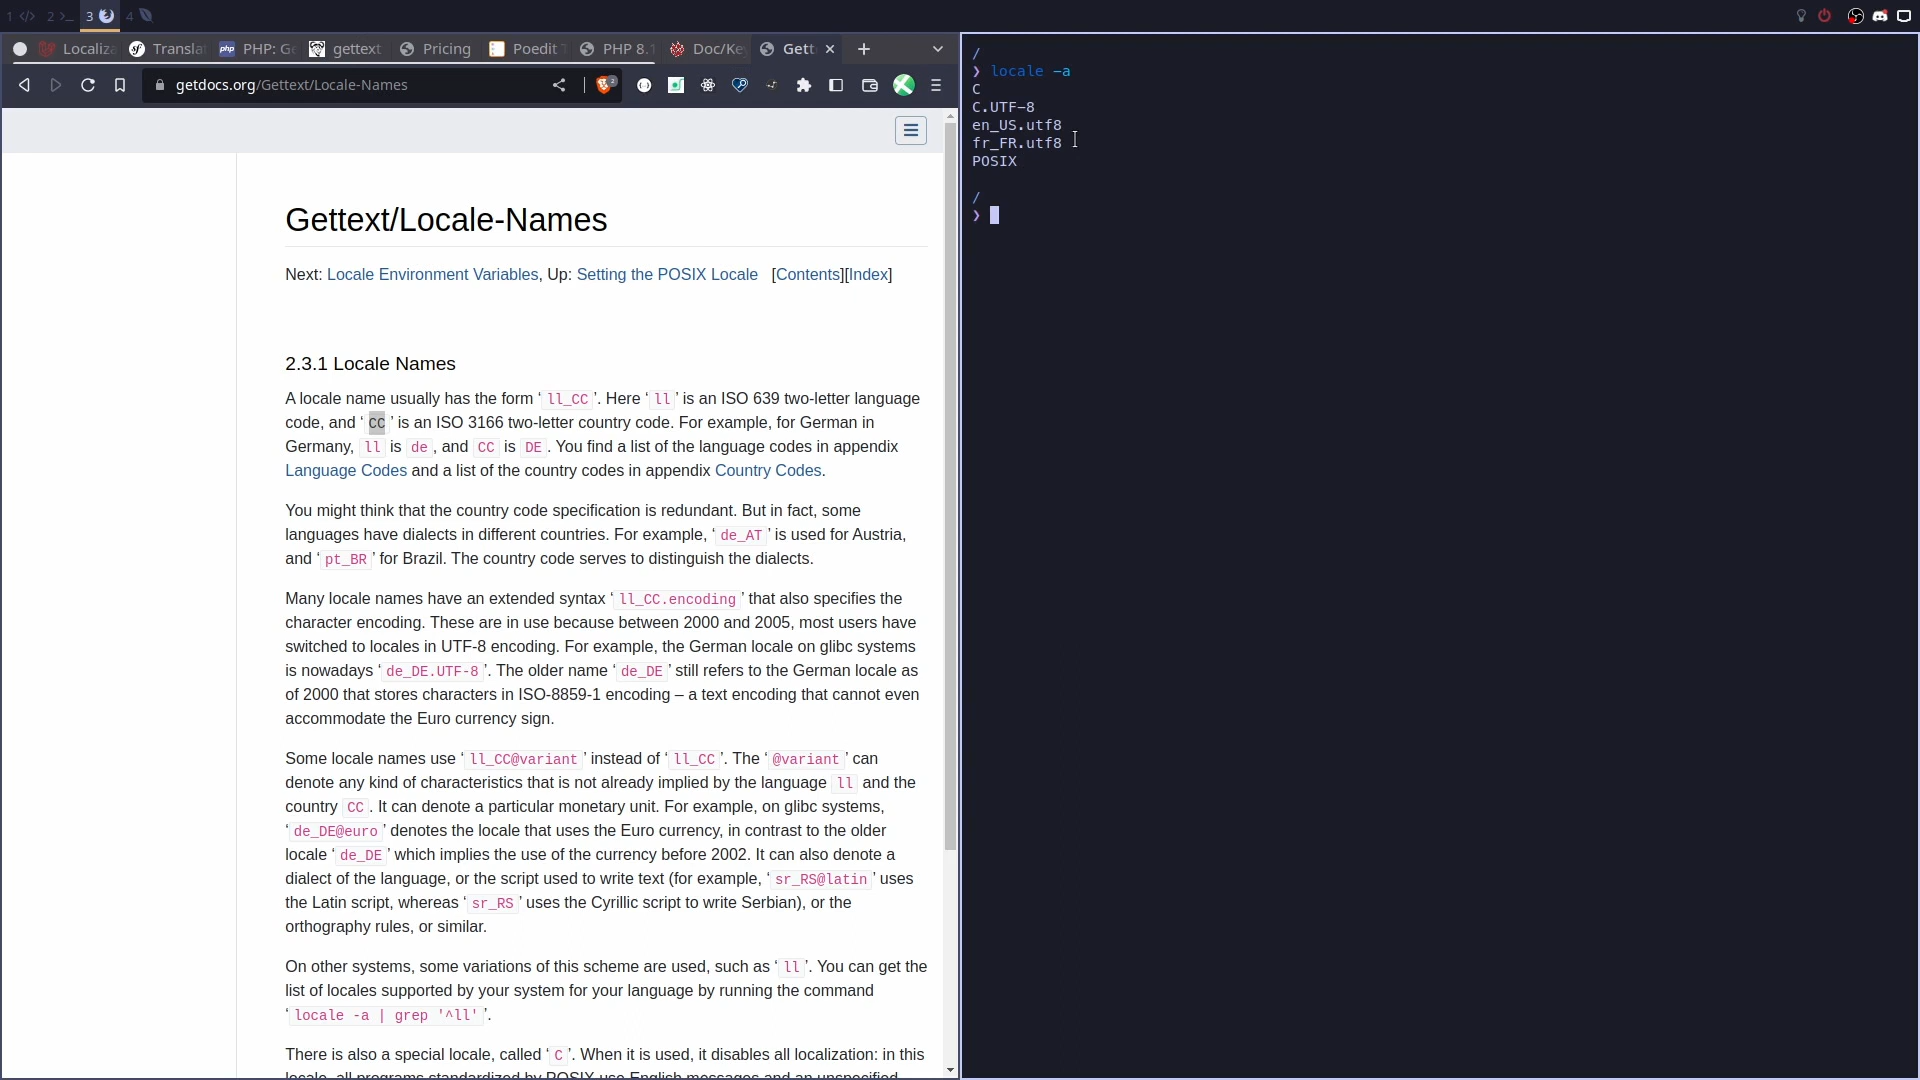 1 </> 2 >_ 3 4
Localiza Translat PHP: Ge gettext Pricing Poedit T PHP 8.1 Doc/Key Gett
getdocs.org/Gettext/Locale-Names
Gettext/Locale-Names
Next: Locale Environment Variables, Up: Setting the POSIX Locale [Contents][Index]
2.3.1 Locale Names
A locale name usually has the form ‘ll_CC’. Here ‘ll’ is an ISO 639 two-letter language
code, and ‘CC’ is an ISO 3166 two-letter country code. For example, for German in
Germany, ll is de, and CC is DE. You find a list of the language codes in appendix
Language Codes and a list of the country codes in appendix Country Codes.
You might think that the country code specification is redundant. But in fact, some
languages have dialects in different countries. For example, ‘de_AT’ is used for Austria,
and ‘pt_BR’ for Brazil. The country code serves to distinguish the dialects.
Many locale names have an extended syntax ‘ll_CC.encoding’ that also specifies the
character encoding. These are in use because between 2000 and 2005, most users have
switched to locales in UTF-8 encoding. For example, the German locale on glibc systems
is nowadays ‘de_DE.UTF-8’. The older name ‘de_DE’ still refers to the German locale as
of 2000 that stores characters in ISO-8859-1 encoding – a text encoding that cannot even
accommodate the Euro currency sign.
Some locale names use ‘ll_CC@variant’ instead of ‘ll_CC’. The ‘@variant’ can
denote any kind of characteristics that is not already implied by the language ll and the
country CC. It can denote a particular monetary unit. For example, on glibc systems,
‘de_DE@euro’ denotes the locale that uses the Euro currency, in contrast to the older
locale ‘de_DE’ which implies the use of the currency before 2002. It can also denote a
dialect of the language, or the script used to write text (for example, ‘sr_RS@latin’ uses
the Latin script, whereas ‘sr_RS’ uses the Cyrillic script to write Serbian), or the
orthography rules, or similar.
On other systems, some variations of this scheme are used, such as ‘ll’. You can get the
list of locales supported by your system for your language by running the command
‘locale -a | grep '^ll'’.
There is also a special locale, called ‘C’. When it is used, it disables all localization: in this
locale, all programs standardized by POSIX use English messages and an unspecified
/
❯ locale -a
C
C.UTF-8
en_US.utf8
fr_FR.utf8
POSIX
/
❯